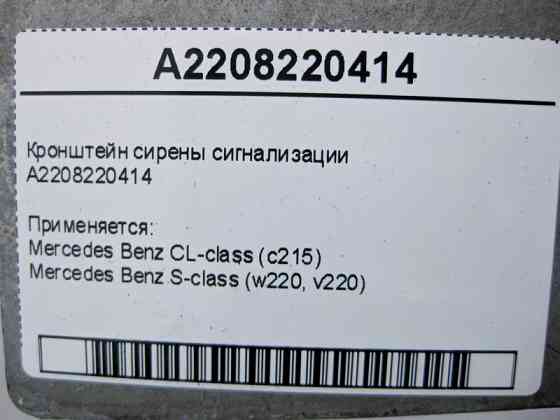 A2208220414
Кронштейн сирены сигнализации
A2208220414
Применяется:
Mercedes Benz CL-class (c215)
Mercedes Benz S-class (w220, v220)